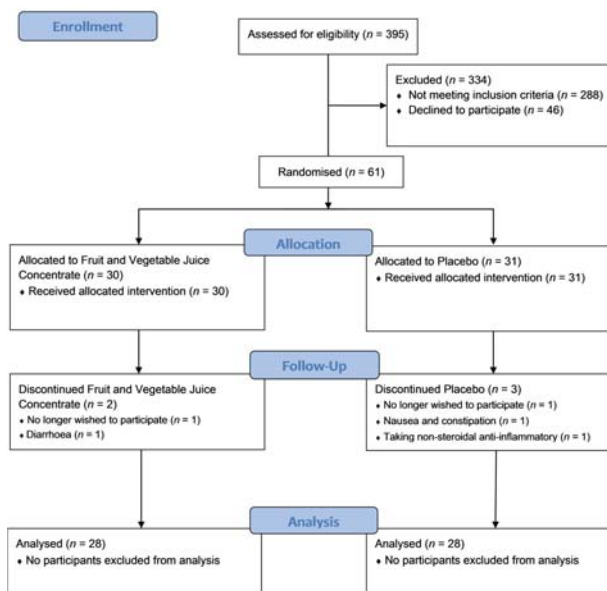 Enrollment
Assessed for eligibility (n = 395)
Excluded (n = 334)
♦ Not meeting inclusion criteria (n = 288)
♦ Declined to participate (n = 46)
Randomised (n = 61)
Allocation
Allocated to Fruit and Vegetable Juice
Concentrate (n = 30)
♦ Received allocated intervention (n = 30)
Allocated to Placebo (n = 31)
♦ Received allocated intervention (n = 31)
Follow-Up
Discontinued Fruit and Vegetable Juice
Concentrate (n = 2)
♦ No longer wished to participate (n = 1)
♦ Diarrhoea (n = 1)
Discontinued Placebo (n = 3)
♦ No longer wished to participate (n = 1)
♦ Nausea and constipation (n = 1)
♦ Taking non-steroidal anti-inflammatory (n = 1)
Analysis
Analysed (n = 28)
♦ No participants excluded from analysis
Analysed (n = 28)
♦ No participants excluded from analysis